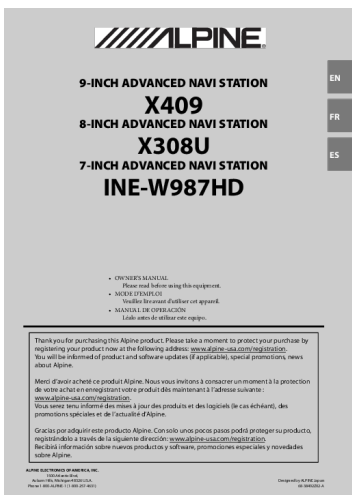 ALPINE
9-INCH ADVANCED NAVI STATION
EN
X409
8-INCH ADVANCED NAVI STATION
FR
X308U
7-INCH ADVANCED NAVI STATION
ES
INE-W987HD
• OWNER'S MANUAL
Please read before using this equipment.
• MODE D'EMPLOI
Veuillez lire avant d'utiliser cet appareil.
• MANUAL DE OPERACIÓN
Léalo antes de utilizar este equipo.
Thank you for purchasing this Alpine product. Please take a moment to protect your purchase by
registering your product now at the following address: www.alpine-usa.com/registration.
You will be informed of product and software updates (if applicable), special promotions, news
about Alpine.
Merci d'avoir acheté ce produit Alpine. Nous vous invitons à consacrer un moment à la protection
de votre achat en enregistrant votre produit dès maintenant à l'adresse suivante :
www.alpine-usa.com/registration.
Vous serez tenu informé des mises à jour des produits et des logiciels (le cas échéant), des
promotions spéciales et de l'actualité d'Alpine.
Gracias por adquirir este producto Alpine. Con solo unos pocos pasos podrá proteger su producto,
registrándolo a través de la siguiente dirección: www.alpine-usa.com/registration.
Recibirá información sobre nuevos productos y software, promociones especiales y novedades
sobre Alpine.
ALPINE ELECTRONICS OF AMERICA, INC.
Auburn Hills, Michigan 48326 U.S.A.
Designed by ALPINE Japan